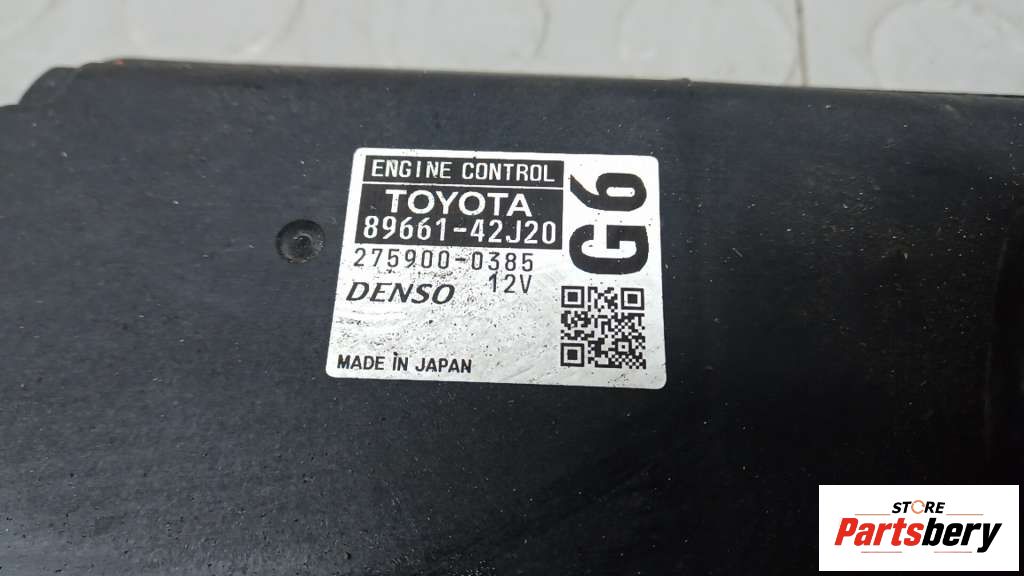 ENGINE CONTROL
TOYOTA
89661-42J20
275900-0385
12V
DENSO
MADE IN JAPAN
G6
STORE
Partsbery